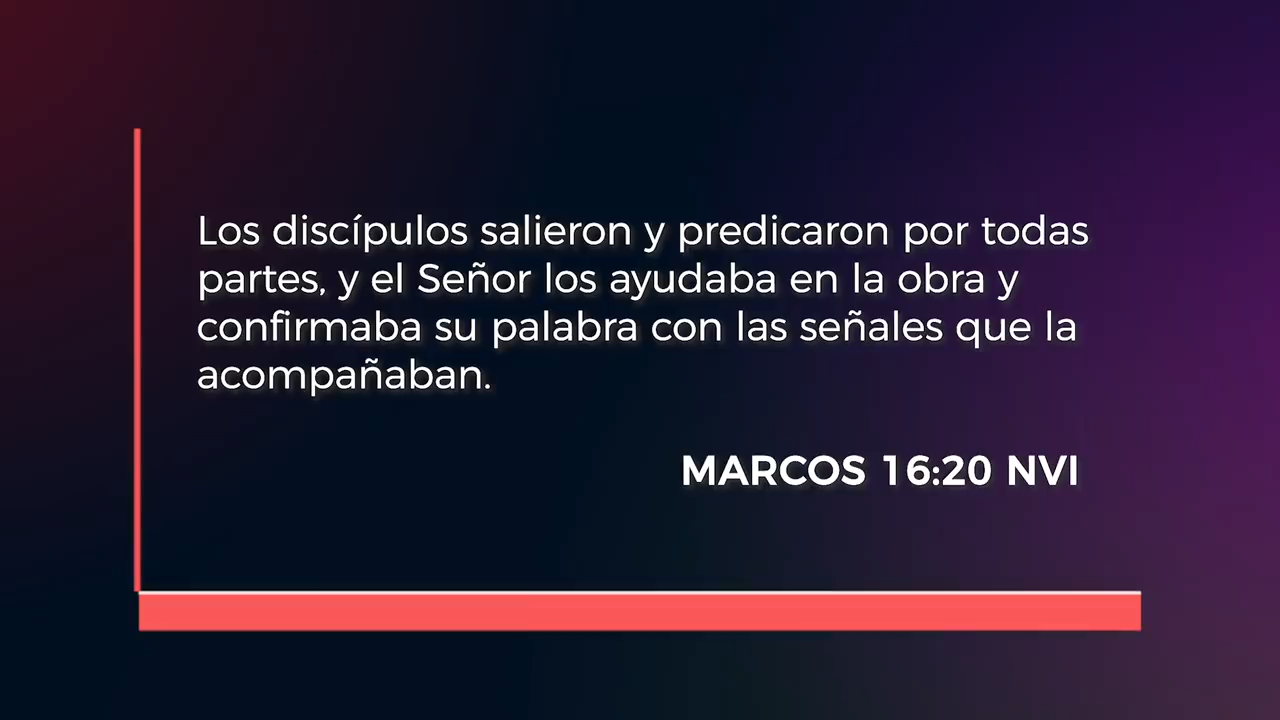 Los discípulos salieron y predicaron por todas
partes, y el Señor los ayudaba en la obra y
confirmaba su palabra con las señales que la
acompañaban.
MARCOS 16:20 NVI